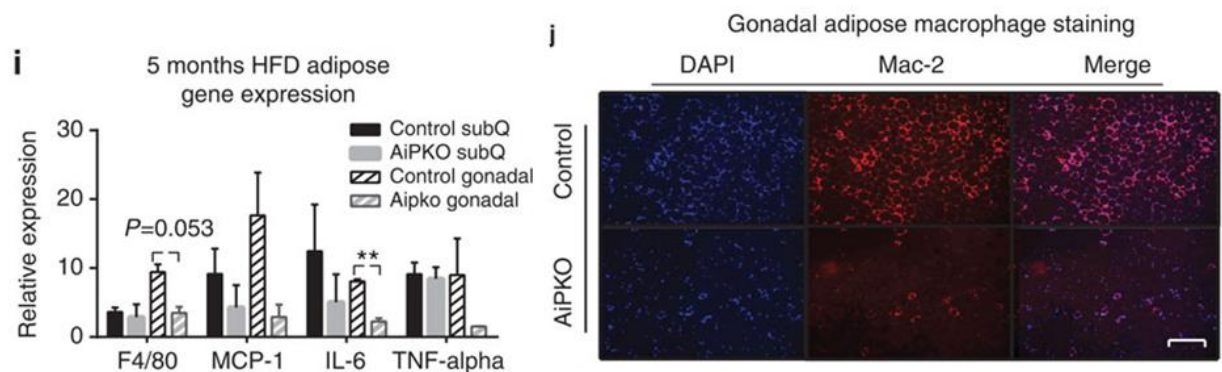 i
5 months HFD adipose
gene expression
Relative expression
30
20
10
0
P=0.053
**
Control subQ
AiPKO subQ
Control gonadal
Aipko gonadal
F4/80 MCP-1 IL-6 TNF-alpha
j
Gonadal adipose macrophage staining
DAPI Mac-2 Merge
Control
AiPKO